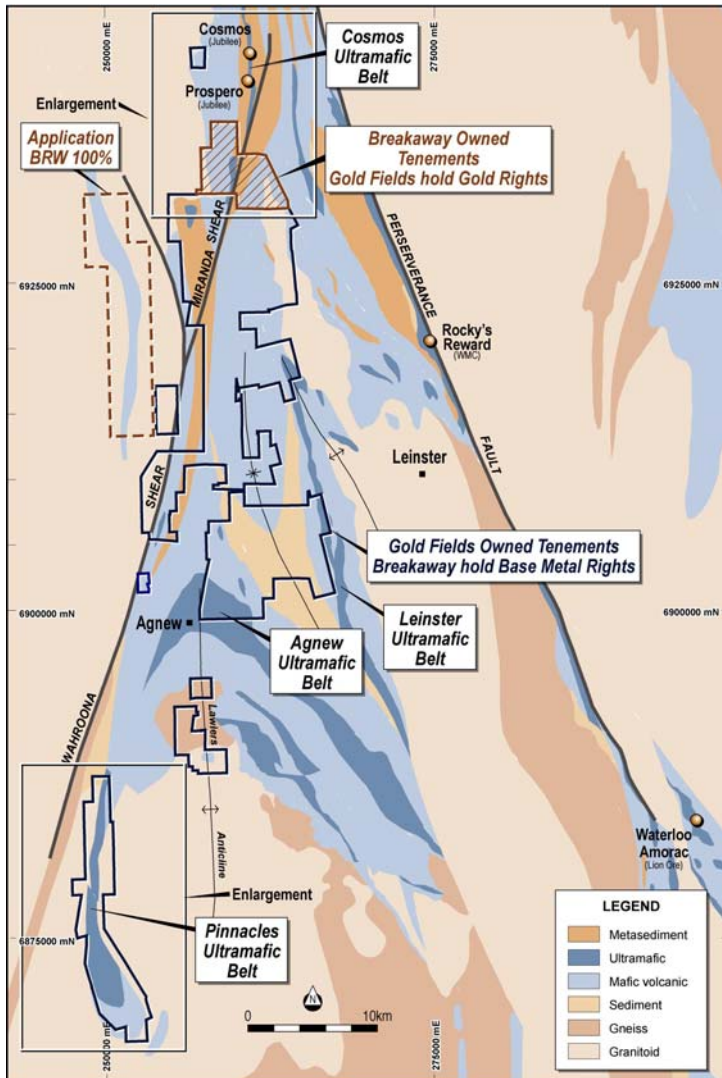 250000 mE
275000 mE
Cosmos
(Jubilee)
Cosmos
Ultramafic
Belt
Prospero
(Jubilee)
Enlargement
Application
BRW 100%
Breakaway Owned
Tenements
Gold Fields hold Gold Rights
MIRANDA SHEAR
PERSERVERANCE
6925000 mN
6925000 mN
Rocky's
Reward
(WMC)
Leinster
FAULT
SHEAR
Gold Fields Owned Tenements
Breakaway hold Base Metal Rights
6900000 mN
6900000 mN
Agnew
Agnew
Ultramafic
Belt
Leinster
Ultramafic
Belt
WAHROONA
Lawlers
Anticline
Waterloo
Amorac
(Lion Ore)
Enlargement
Pinnacles
Ultramafic
Belt
6875000 mN
6875000 mN
LEGEND
Metasediment
Ultramafic
Mafic volcanic
Sediment
Gneiss
Granitoid
N
0
10km
250000 mE
275000 mE